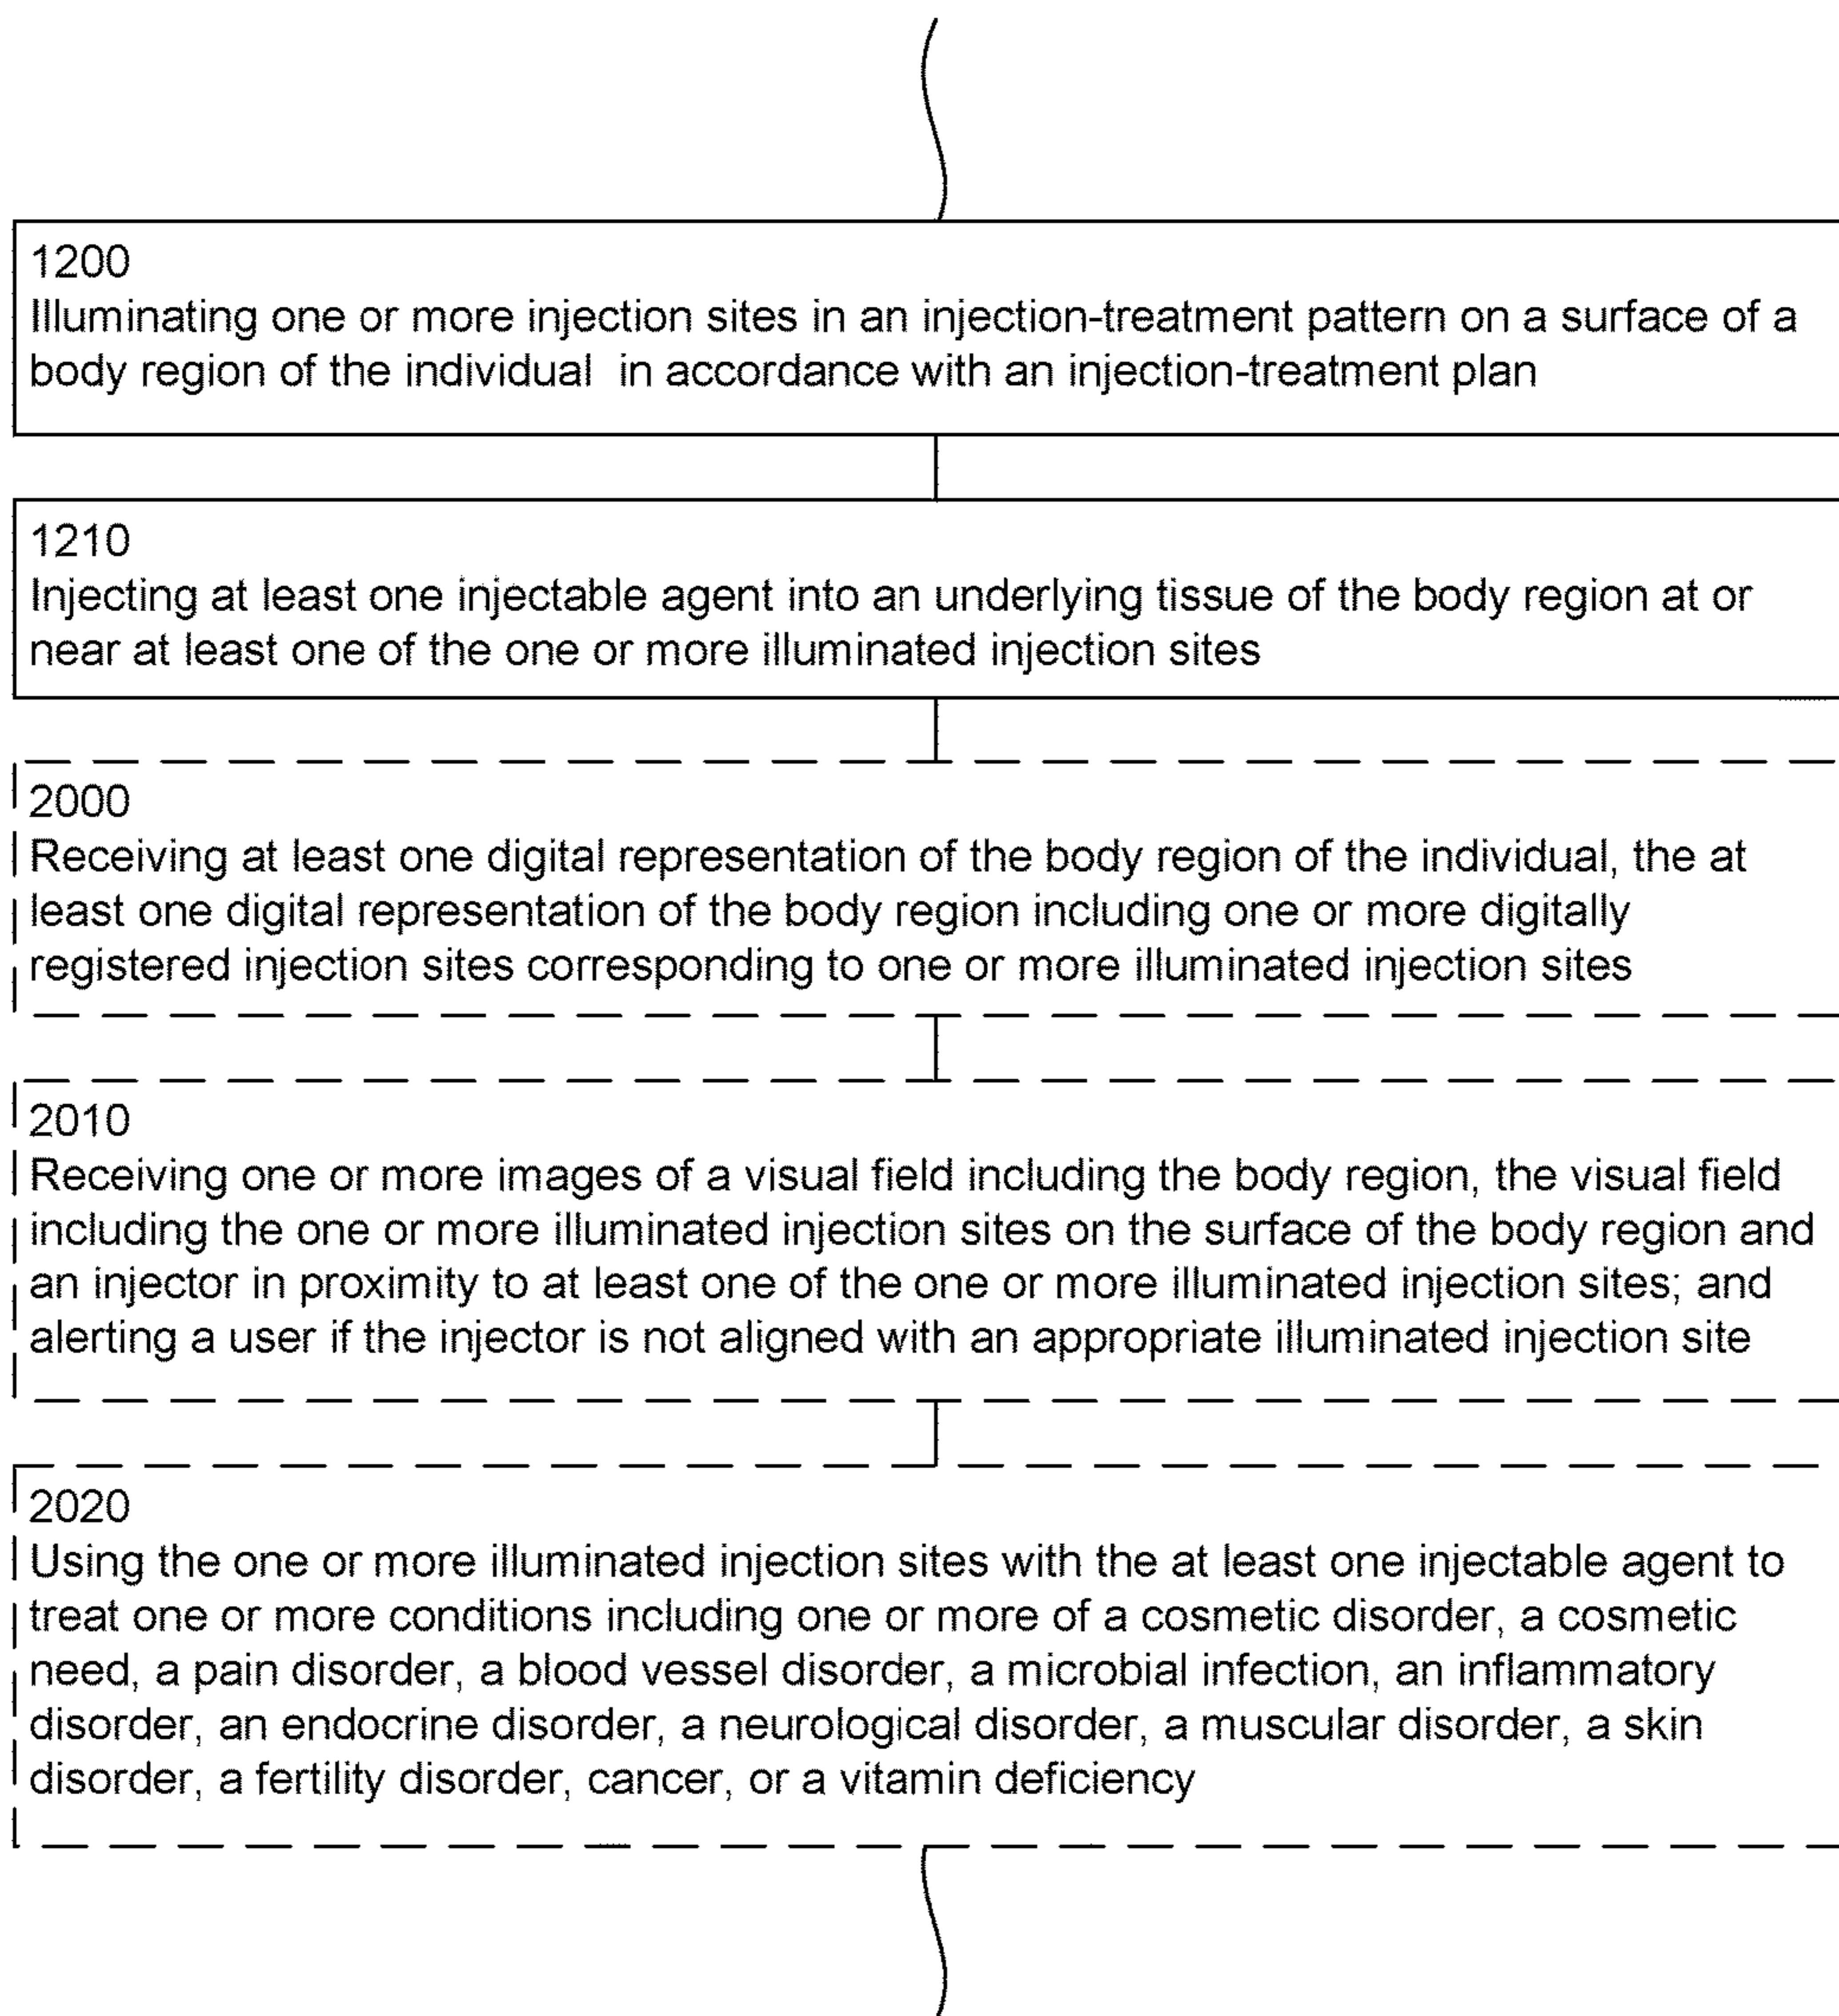 1200
Illuminating one or more injection sites in an injection-treatment pattern on a surface of a
body region of the individual  in accordance with an injection-treatment plan
1210
Injecting at least one injectable agent into an underlying tissue of the body region at or
near at least one of the one or more illuminated injection sites
2000
Receiving at least one digital representation of the body region of the individual, the at
least one digital representation of the body region including one or more digitally
registered injection sites corresponding to one or more illuminated injection sites
2010
Receiving one or more images of a visual field including the body region, the visual field
including the one or more illuminated injection sites on the surface of the body region and
an injector in proximity to at least one of the one or more illuminated injection sites; and
alerting a user if the injector is not aligned with an appropriate illuminated injection site
2020
Using the one or more illuminated injection sites with the at least one injectable agent to
treat one or more conditions including one or more of a cosmetic disorder, a cosmetic
need, a pain disorder, a blood vessel disorder, a microbial infection, an inflammatory
disorder, an endocrine disorder, a neurological disorder, a muscular disorder, a skin
disorder, a fertility disorder, cancer, or a vitamin deficiency